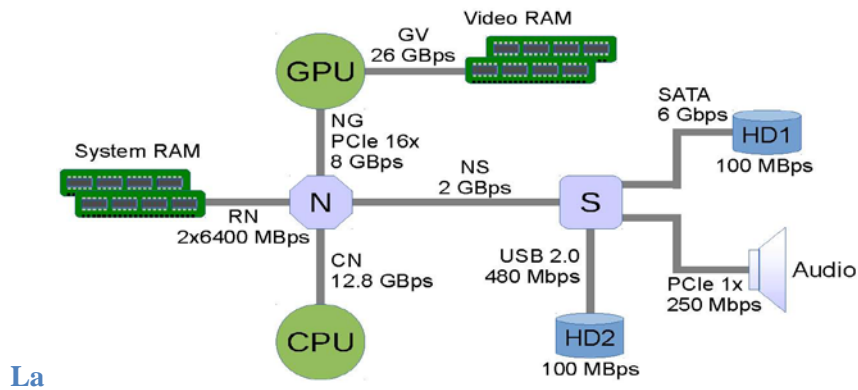 Video RAM
GV
26 GBps
GPU
SATA
6 Gbps
HD1
100 MBps
NG
PCIe 16x
8 GBps
System RAM
NS
2 GBps
N
S
RN
2x6400 MBps
CN
12.8 GBps
USB 2.0
480 Mbps
Audio
PCIe 1x
250 Mbps
CPU
HD2
100 MBps
La